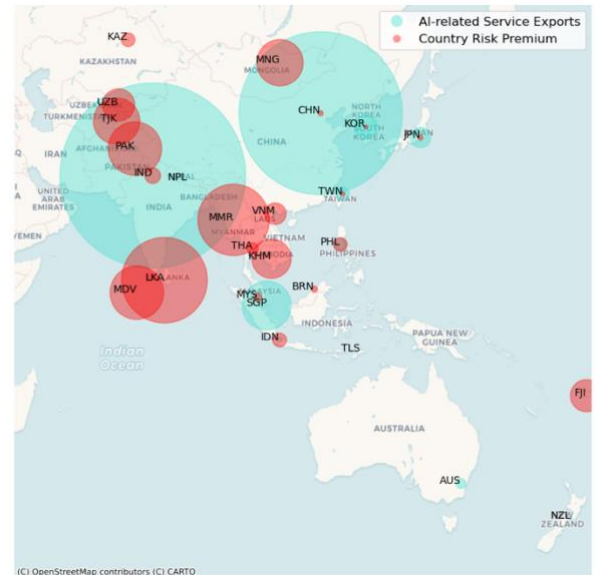 AI-related Service Exports
Country Risk Premium
KAZ
KAZAKHSTAN
MNG
MONGOLIA
UZB
TJK
CHN
NORTH
KOREA
KOR
JPN
CHINA
PAK
IRAN
IND
NPL
UNITED
ARAB
EMIRATES
INDIA
BANGLADESH
TWN
TAIWAN
MMR
MYANMAR
VNM
LAOS
VIETNAM
THA
KHM
PHL
PHILIPPINES
LKA
MDV
MYS
SGP
BRN
INDONESIA
IDN
TLS
PAPUA NEW
GUINEA
Indian
Ocean
FJI
AUSTRALIA
AUS
NZL
ZEALAND
(C) OpenStreetMap contributors (C) CARTO